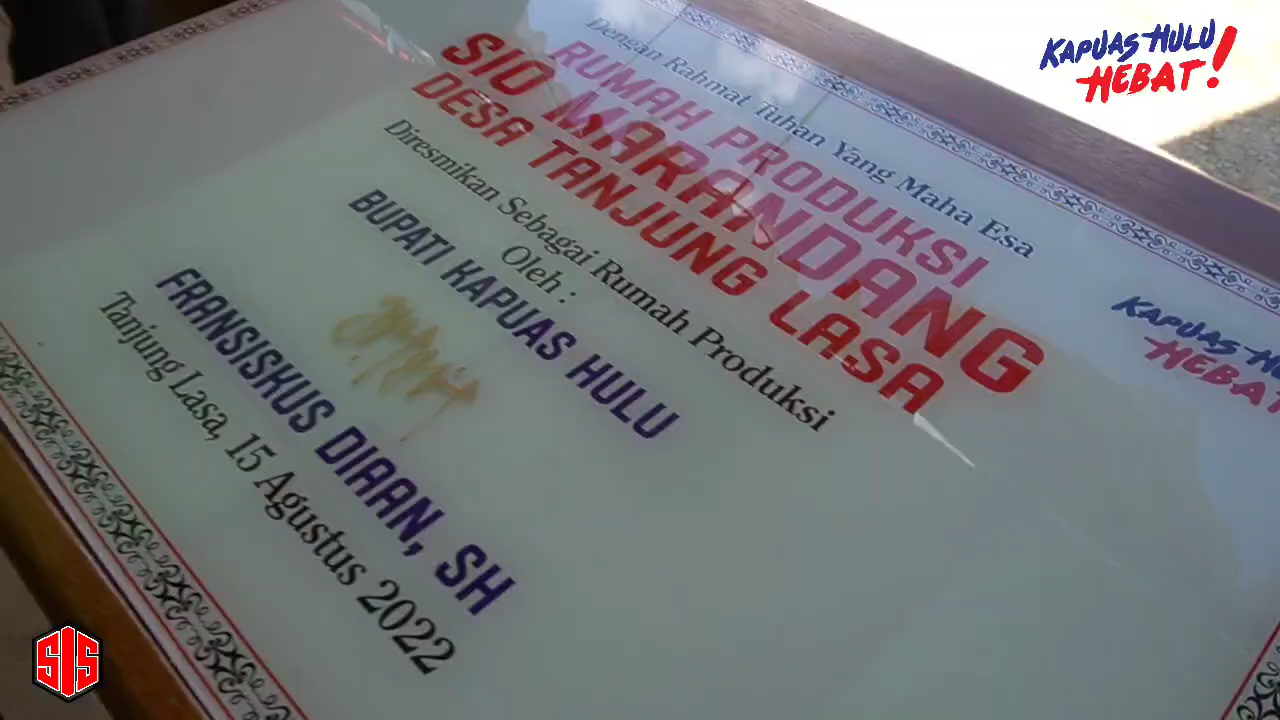 KAPUAS HULU
HEBAT!
Dengan Rahmat Tuhan Yang Maha Esa
RUMAH PRODUKSI
SIO MARANDANG
DESA TANJUNG LASA
Diresmikan Sebagai Rumah Produksi
Oleh :
BUPATI KAPUAS HULU
FRANSISKUS DIAAN, SH
Tanjung Lasa, 15 Agustus 2022
KAPUAS HU
HEBAT
SIS